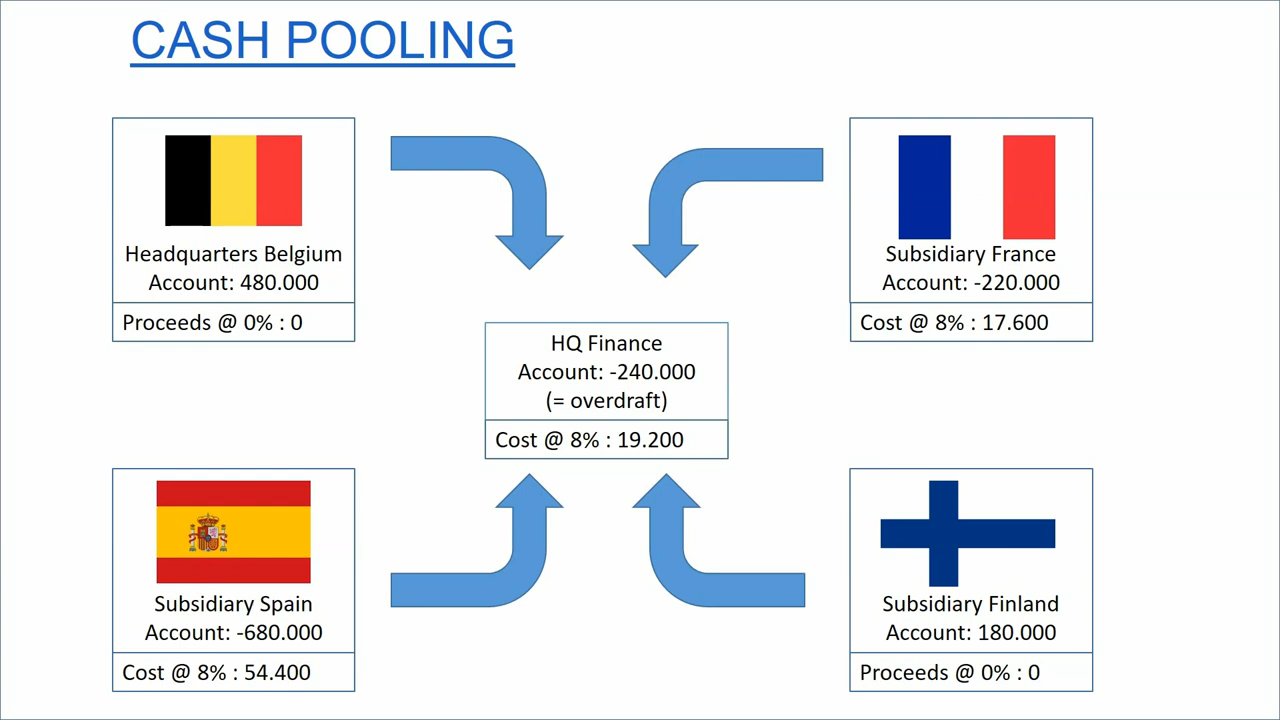 CASH POOLING
Headquarters Belgium
Account: 480.000
Proceeds @ 0% : 0
Subsidiary France
Account: -220.000
Cost @ 8% : 17.600
HQ Finance
Account: -240.000
(= overdraft)
Cost @ 8% : 19.200
Subsidiary Spain
Account: -680.000
Cost @ 8% : 54.400
Subsidiary Finland
Account: 180.000
Proceeds @ 0% : 0